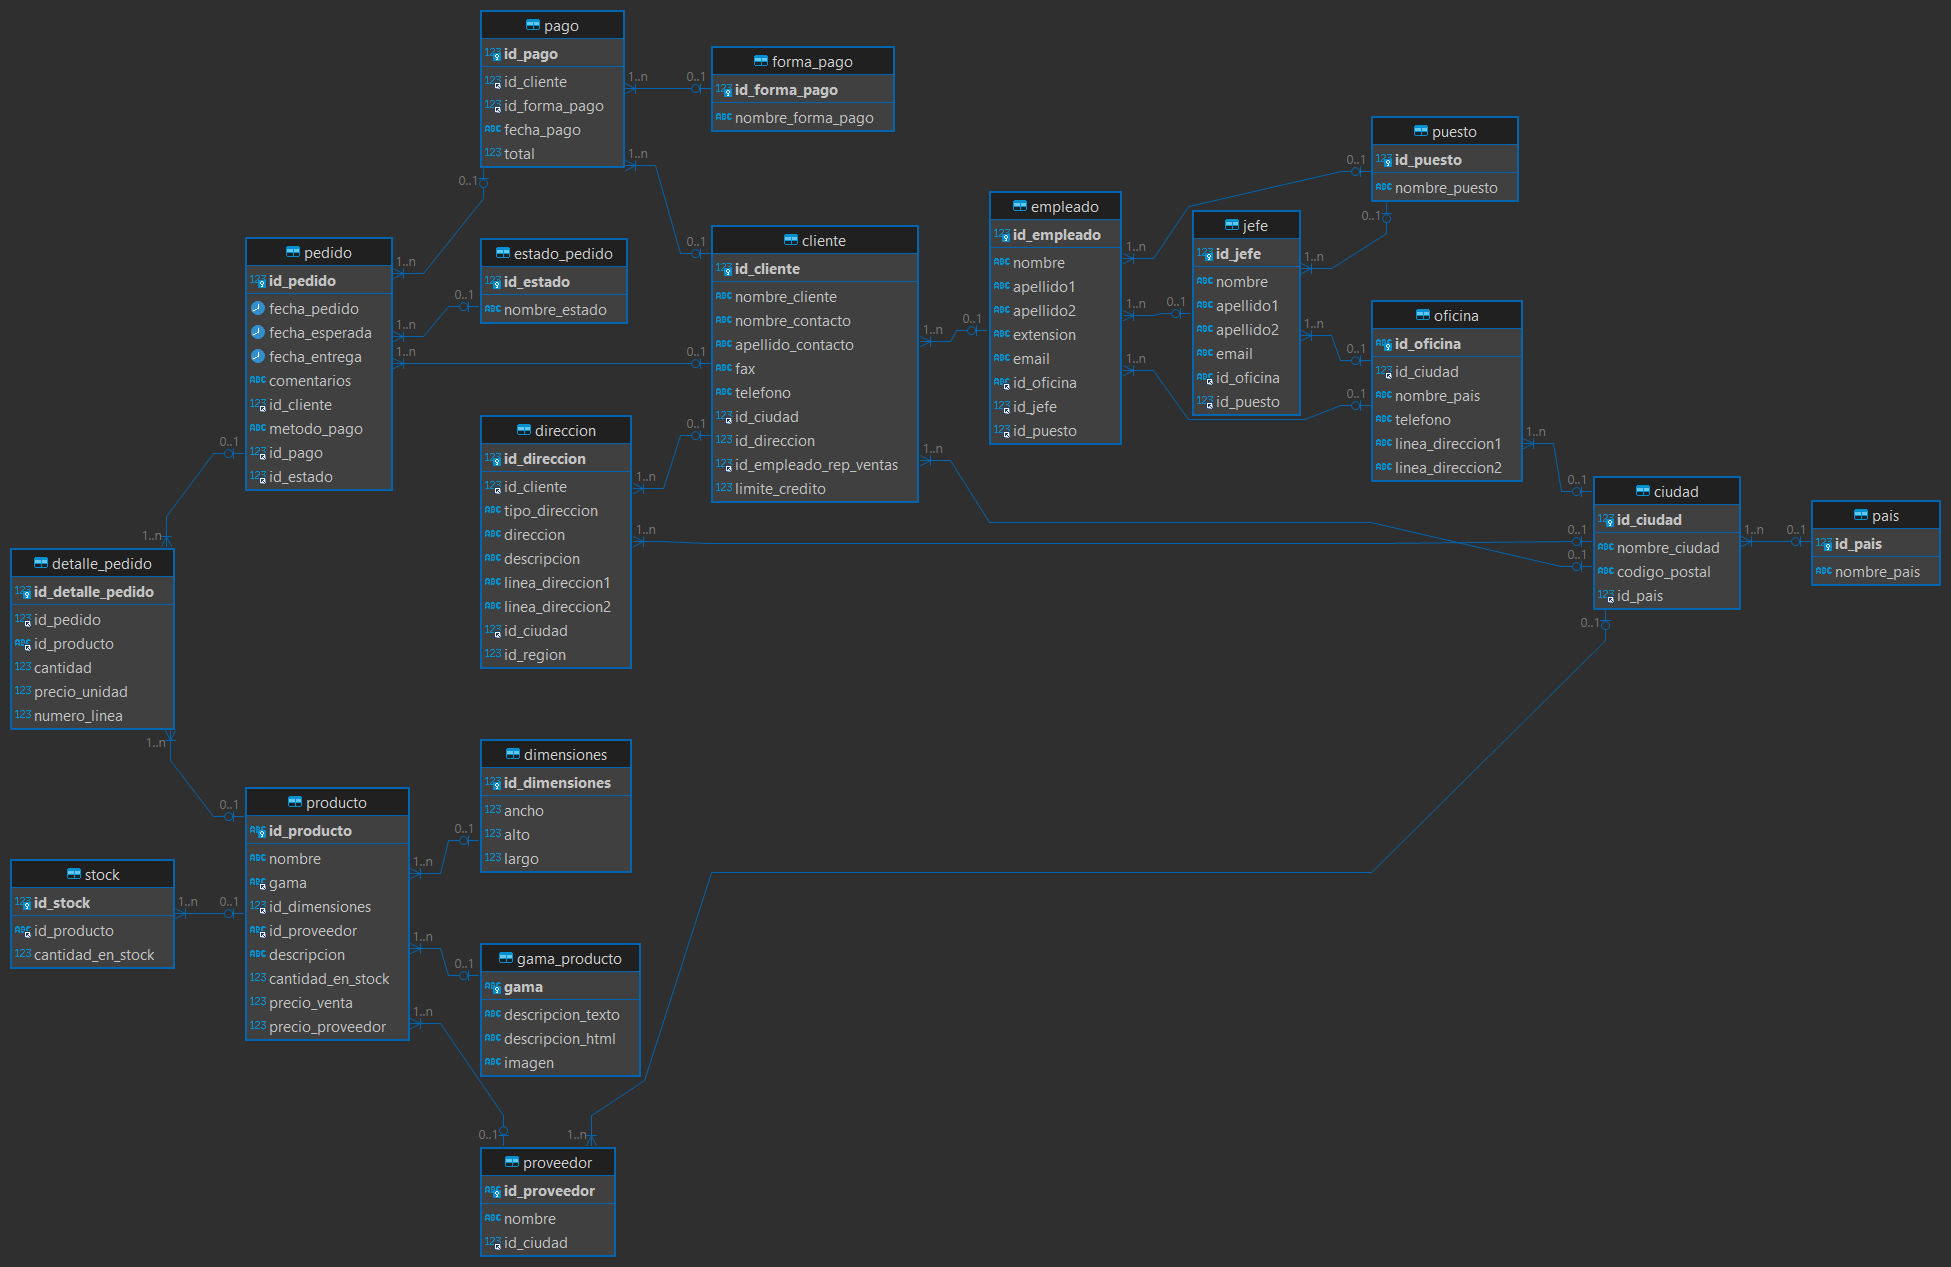 pago
id_pago
id_cliente
id_forma_pago
fecha_pago
total
1..n
0..1
forma_pago
id_forma_pago
nombre_forma_pago
1..n
0..1
0..1
1..n
puesto
id_puesto
nombre_puesto
0..1
0..1
empleado
id_empleado
nombre
apellido1
apellido2
extension
email
id_oficina
id_jefe
id_puesto
1..n
1..n
0..1
1..n
jefe
id_jefe
nombre
apellido1
apellido2
email
id_oficina
id_puesto
1..n
1..n
0..1
0..1
pedido
id_pedido
fecha_pedido
fecha_esperada
fecha_entrega
comentarios
id_cliente
metodo_pago
id_pago
id_estado
1..n
1..n
1..n
0..1
0..1
estado_pedido
id_estado
nombre_estado
0..1
cliente
id_cliente
nombre_cliente
nombre_contacto
apellido_contacto
fax
telefono
id_ciudad
id_direccion
id_empleado_rep_ventas
limite_credito
0..1
0..1
1..n
0..1
1..n
oficina
id_oficina
id_ciudad
nombre_pais
telefono
linea_direccion1
linea_direccion2
1..n
0..1
direccion
id_direccion
id_cliente
tipo_direccion
direccion
descripcion
linea_direccion1
linea_direccion2
id_ciudad
id_region
1..n
1..n
0..1
0..1
ciudad
id_ciudad
nombre_ciudad
codigo_postal
id_pais
0..1
1..n
0..1
pais
id_pais
nombre_pais
1..n
detalle_pedido
id_detalle_pedido
id_pedido
id_producto
cantidad
precio_unidad
numero_linea
1..n
0..1
dimensiones
id_dimensiones
ancho
alto
largo
0..1
producto
id_producto
nombre
gama
id_dimensiones
id_proveedor
descripcion
cantidad_en_stock
precio_venta
precio_proveedor
1..n
1..n
1..n
stock
id_stock
id_producto
cantidad_en_stock
1..n
0..1
gama_producto
gama
descripcion_texto
descripcion_html
imagen
0..1
0..1
1..n
proveedor
id_proveedor
nombre
id_ciudad